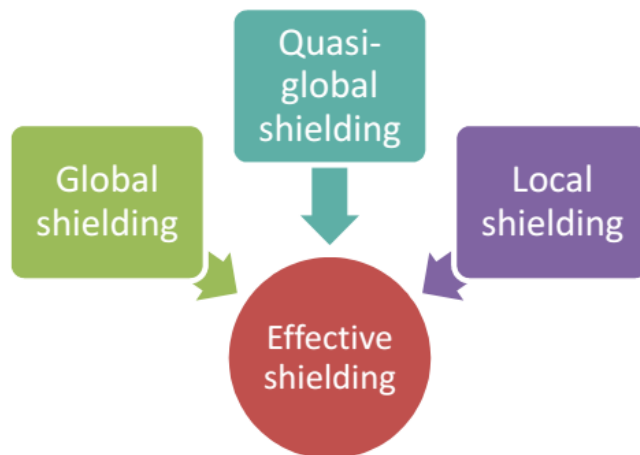 Quasi-
global
shielding
Global
shielding
Local
shielding
Effective
shielding